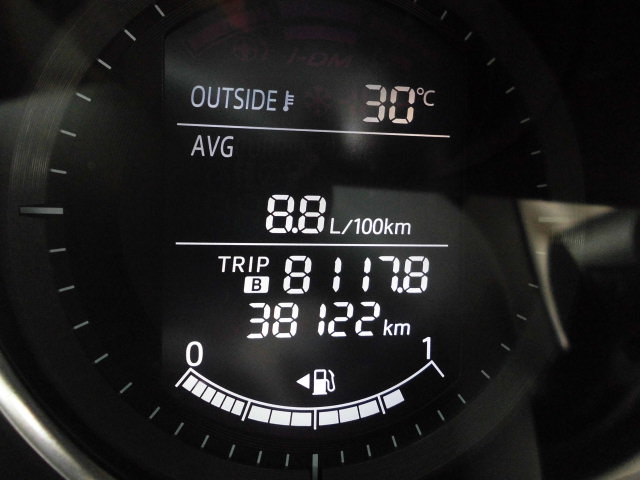 OUTSIDE 30°C
AVG
8.8 L/100km
TRIP B 8117.8
38122 km
0 1